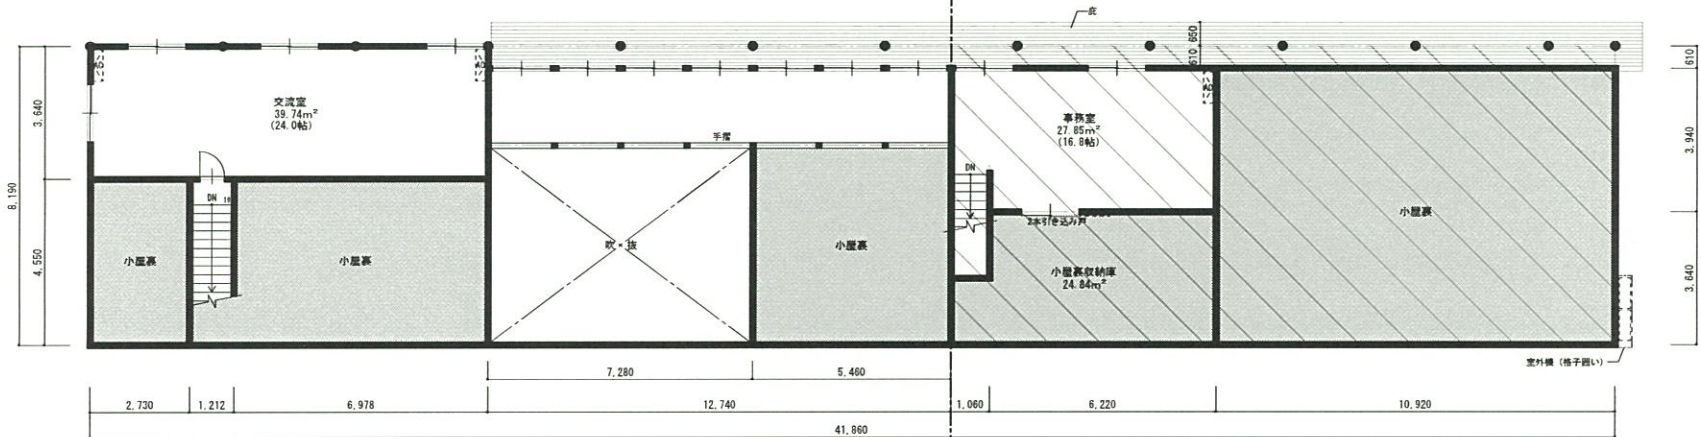 庇
650
610
610
AC
AC
AC
交流室
39.74m²
(24.0帖)
事務室
27.85m²
(16.8帖)
手摺
3,640
3,940
8,190
DN
18
DN
2本引き込み戸
小屋裏
小屋裏
吹・抜
小屋裏
小屋裏収納庫
24.84m²
小屋裏
4,550
3,640
室外機(格子囲い)
7,280
5,460
2,730
1,212
6,978
12,740
1,060
6,220
10,920
41,860